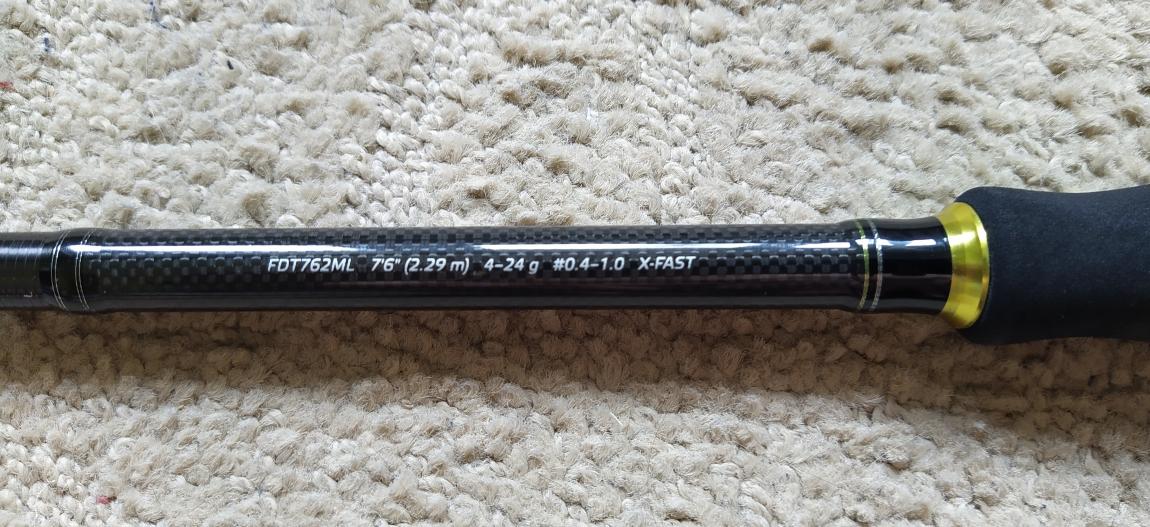 FDT762ML 7'6" (2.29 m) 4–24 g #0.4–1.0 X-FAST